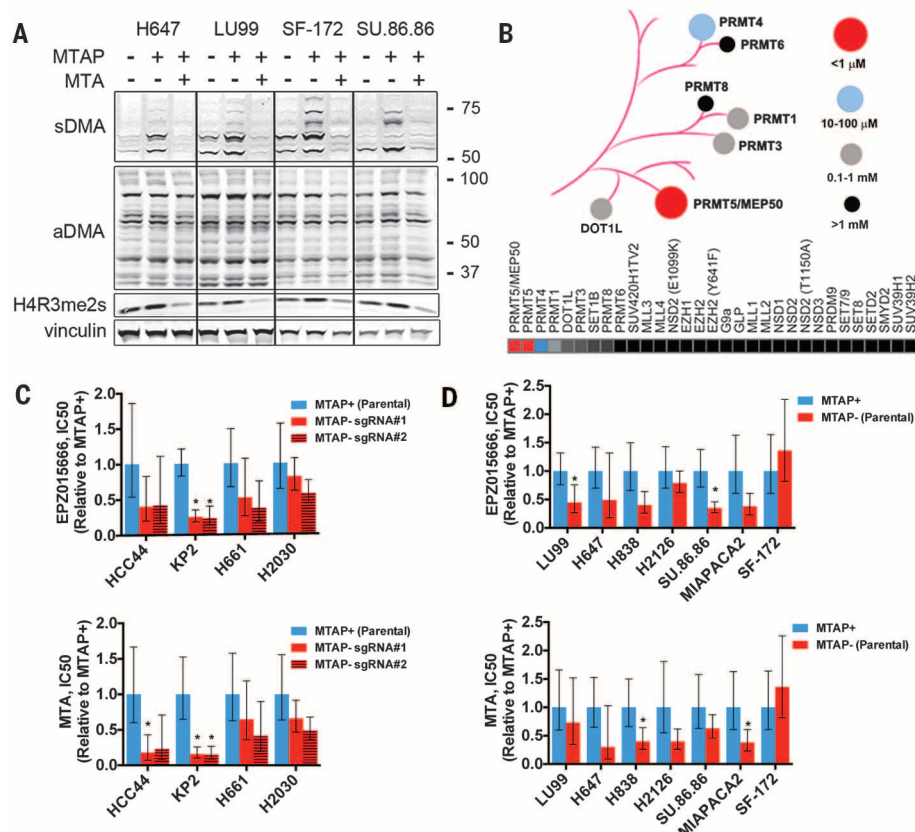 A
H647 LU99 SF-172 SU.86.86
MTAP - + + - + + - + + - + +
MTA - - + - - + - - + - - +
sDMA
- 75
- 50
aDMA
- 100
50
- 37
H4R3me2s
vinculin
B
PRMT4
PRMT6
PRMT8
PRMT1
PRMT3
PRMT5/MEP50
DOT1L
<1 µM
10-100 µM
0.1-1 mM
>1 mM
PRMT5/MEP50
PRMT5
PRMT4
PRMT1
DOT1L
PRMT3
SET1B
PRMT8
PRMT6
SUV420H1TV2
MLL3
MLL4
NSD2 (E1099K)
EZH1
EZH2
EZH2 (Y641F)
G9a
GLP
MLL1
MLL2
NSD1
NSD2
NSD2 (T1150A)
NSD3
PRDM9
SET7/9
SET8
SETD2
SMYD2
SUV39H1
SUV39H2
C
EPZ015666, IC50
(Relative to MTAP+)
2.0
1.5
1.0
0.5
0.0
MTAP+ (Parental)
MTAP- sgRNA#1
MTAP- sgRNA#2
* *
HCC44 KP2 H661 H2030
MTA, IC50
(Relative to MTAP+)
2.0
1.5
1.0
0.5
0.0
MTAP+ (Parental)
MTAP- sgRNA#1
MTAP- sgRNA#2
* * *
HCC44 KP2 H661 H2030
D
EPZ015666, IC50
(Relative to MTAP+)
2.5
2.0
1.5
1.0
0.5
0.0
MTAP+
MTAP- (Parental)
* *
LU99 H647 H838 H2126 SU.86.86 MIAPACA2 SF-172
MTA, IC50
(Relative to MTAP+)
2.5
2.0
1.5
1.0
0.5
0.0
MTAP+
MTAP- (Parental)
* *
LU99 H647 H838 H2126 SU.86.86 MIAPACA2 SF-172